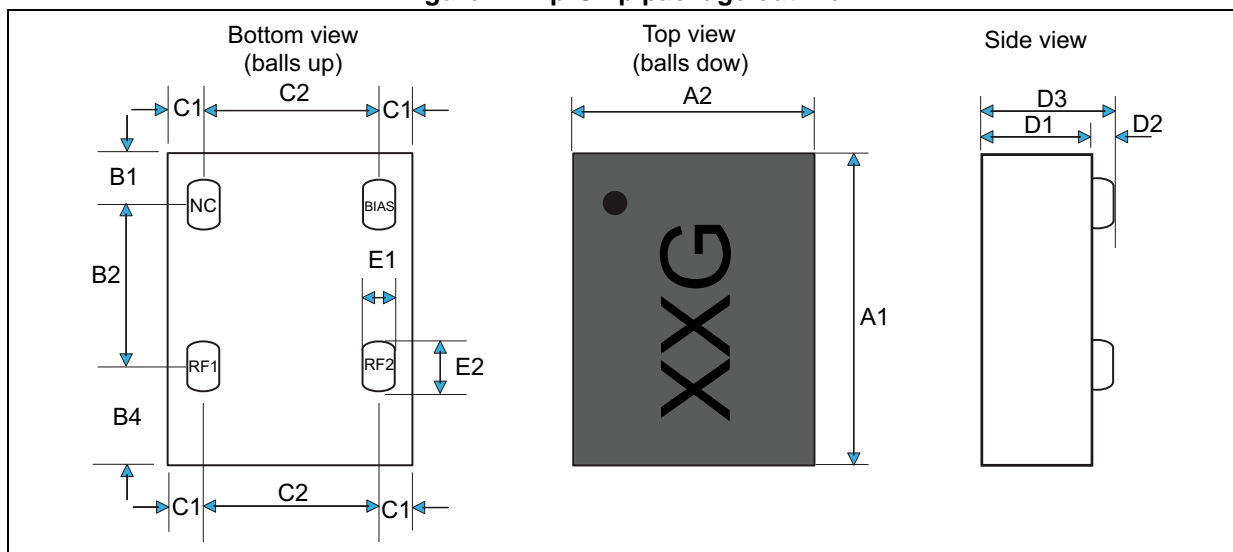 Bottom view
(balls up)
Top view
(balls dow)
Side view
C1
C2
C1
A2
D3
D1
D2
B1
NC
BIAS
B2
E1
XXG
A1
RF1
RF2
E2
B4
C1
C2
C1